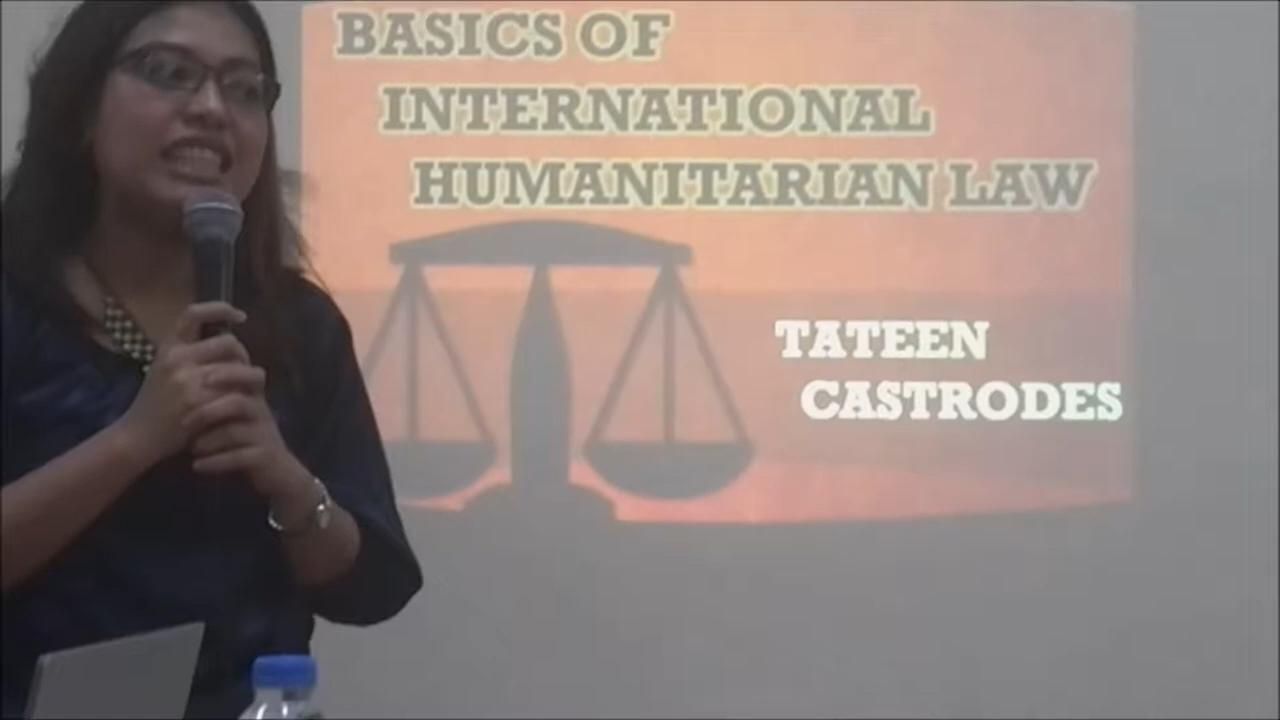 BASICS OF
INTERNATIONAL
HUMANITARIAN LAW
TATEEN
CASTRODES